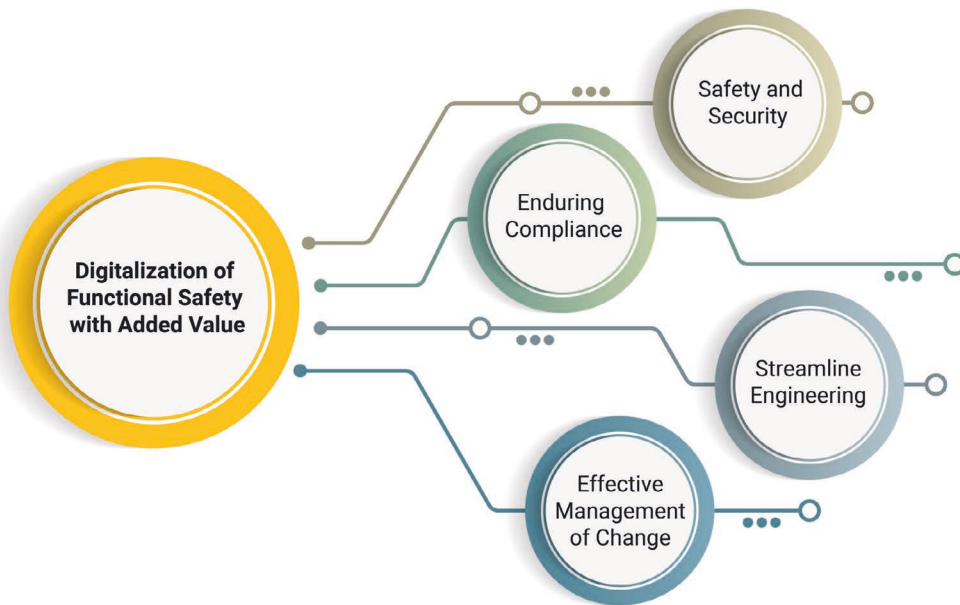 Digitalization of
Functional Safety
with Added Value
Safety and
Security
Enduring
Compliance
Streamline
Engineering
Effective
Management
of Change